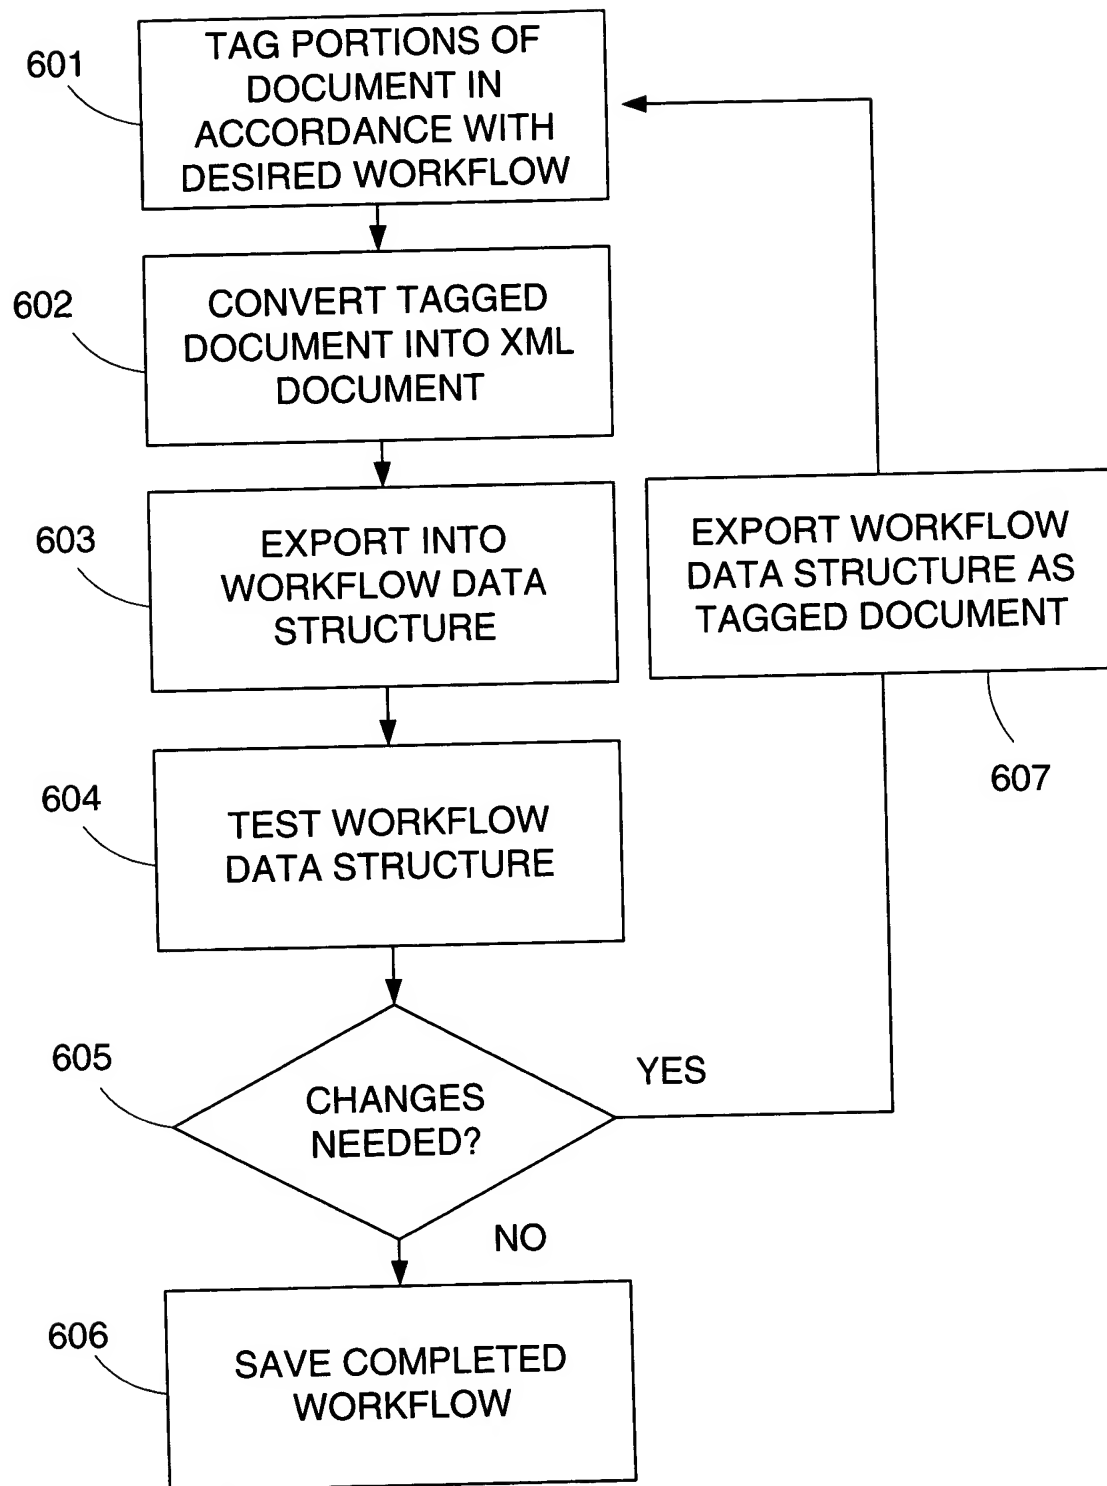 601
TAG PORTIONS OF
DOCUMENT IN
ACCORDANCE WITH
DESIRED WORKFLOW
602
CONVERT TAGGED
DOCUMENT INTO XML
DOCUMENT
603
EXPORT INTO
WORKFLOW DATA
STRUCTURE
EXPORT WORKFLOW
DATA STRUCTURE AS
TAGGED DOCUMENT
607
604
TEST WORKFLOW
DATA STRUCTURE
605
CHANGES
NEEDED?
YES
NO
606
SAVE COMPLETED
WORKFLOW